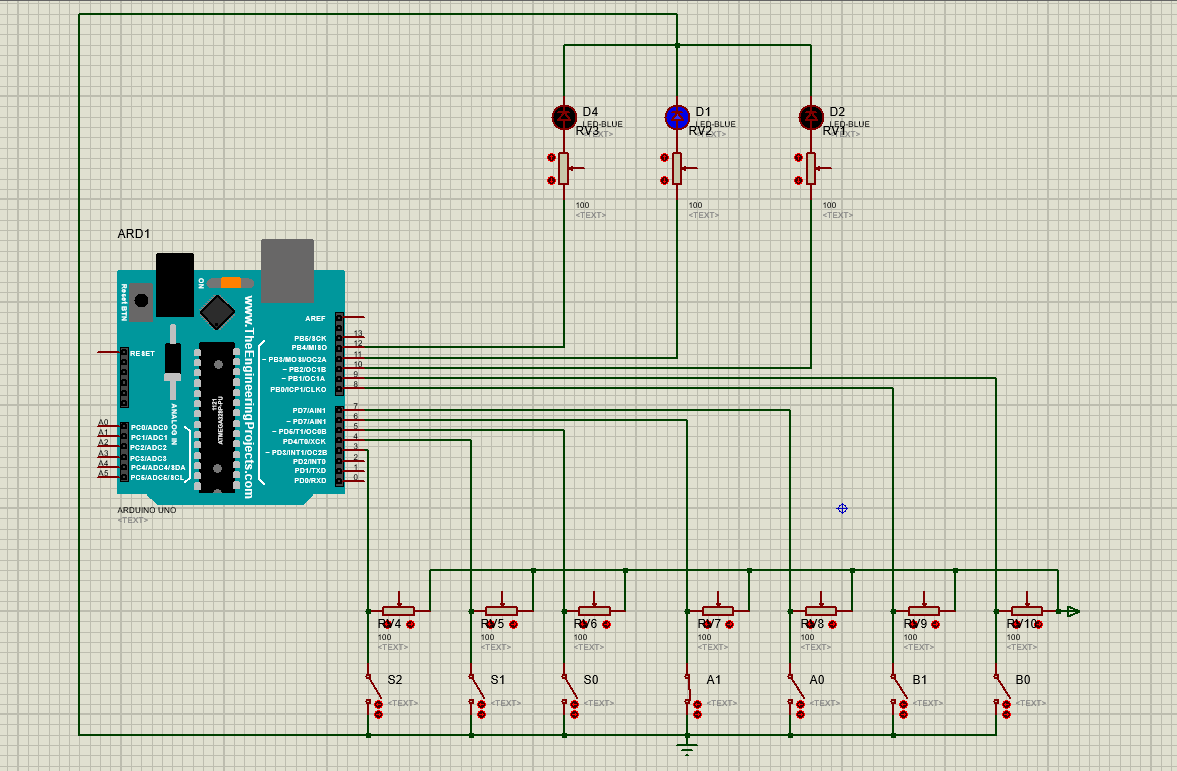 D4
LED-BLUE
<TEXT>
RV3
D1
LED-BLUE
<TEXT>
RV2
D2
LED-BLUE
<TEXT>
RV1
100
<TEXT>
100
<TEXT>
100
<TEXT>
ARD1
ON
Reset BTN
www.TheEngineeringProjects.com
ANALOG IN
1121
RESET
AREF
PB5/SCK
13
PB4/MISO
12
~ PB3/MOSI/OC2A
11
~ PB2/OC1B
10
~ PB1/OC1A
9
PB0/ICP1/CLKO
8
PD7/AIN1
7
~ PD7/AIN1
6
~ PD5/T1/OC0B
5
PD4/T0/XCK
4
~ PD3/INT1/OC2B
3
PD2/INT0
2
PD1/TXD
1
PD0/RXD
0
A0
PC0/ADC0
A1
PC1/ADC1
A2
PC2/ADC2
A3
PC3/ADC3
A4
PC4/ADC4/SDA
A5
PC5/ADC5/SCL
ARDUINO UNO
<TEXT>
RV4
RV5
RV6
RV7
RV8
RV9
RV10
100
100
100
100
100
100
100
<TEXT>
<TEXT>
<TEXT>
<TEXT>
<TEXT>
<TEXT>
<TEXT>
S2
S1
S0
A1
A0
B1
B0
<TEXT>
<TEXT>
<TEXT>
<TEXT>
<TEXT>
<TEXT>
<TEXT>